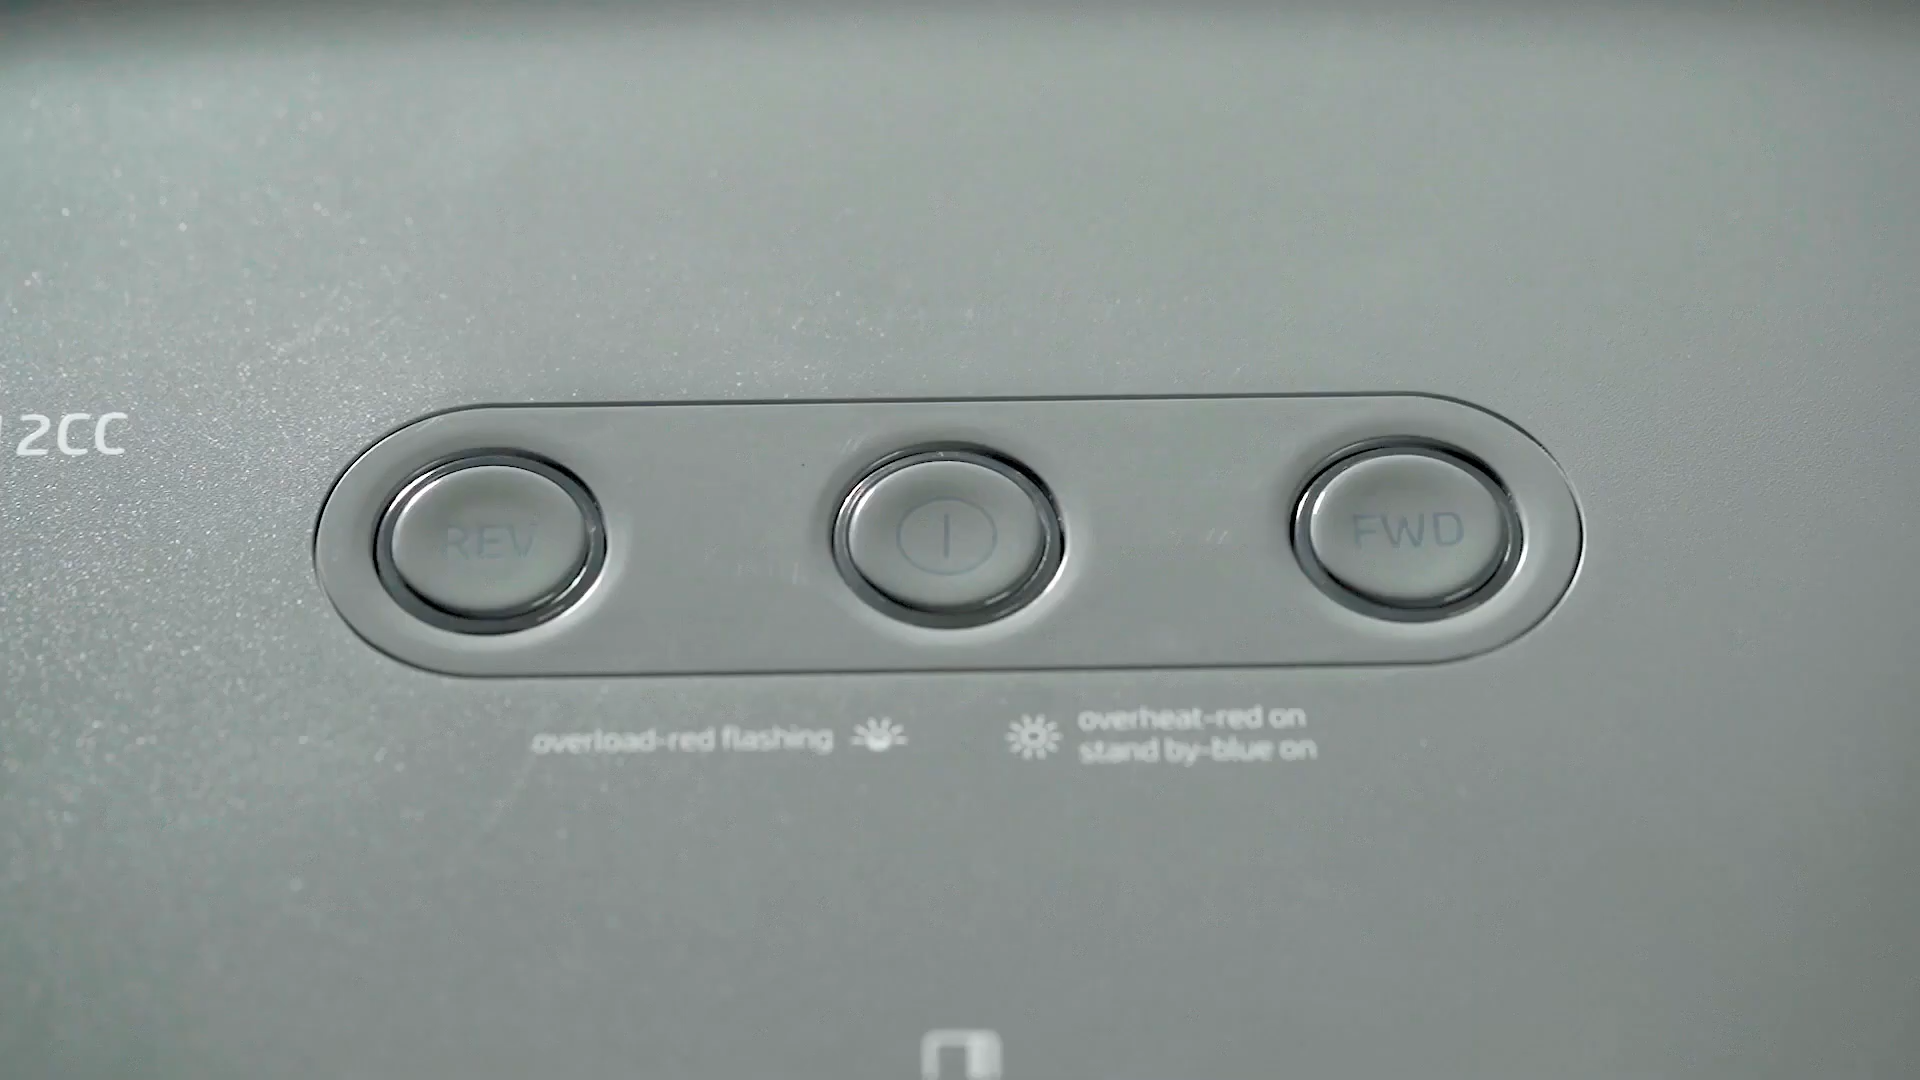 2CC
REV
FWD
overload-red flashing
overheat-red on
stand by-blue on